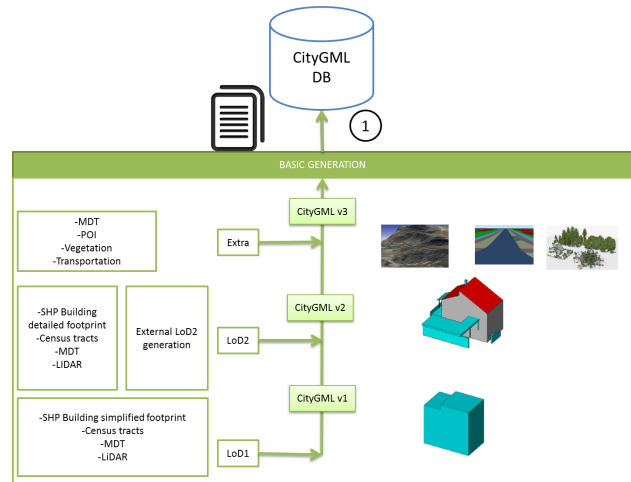 CityGML
DB
1
BASIC GENERATION
CityGML v3
-MDT
-POI
-Vegetation
-Transportation
Extra
CityGML v2
-SHP Building
detailed footprint
-Census tracts
-MDT
-LIDAR
External LoD2
generation
LoD2
CityGML v1
-SHP Building simplified footprint
-Census tracts
-MDT
-LiDAR
LoD1